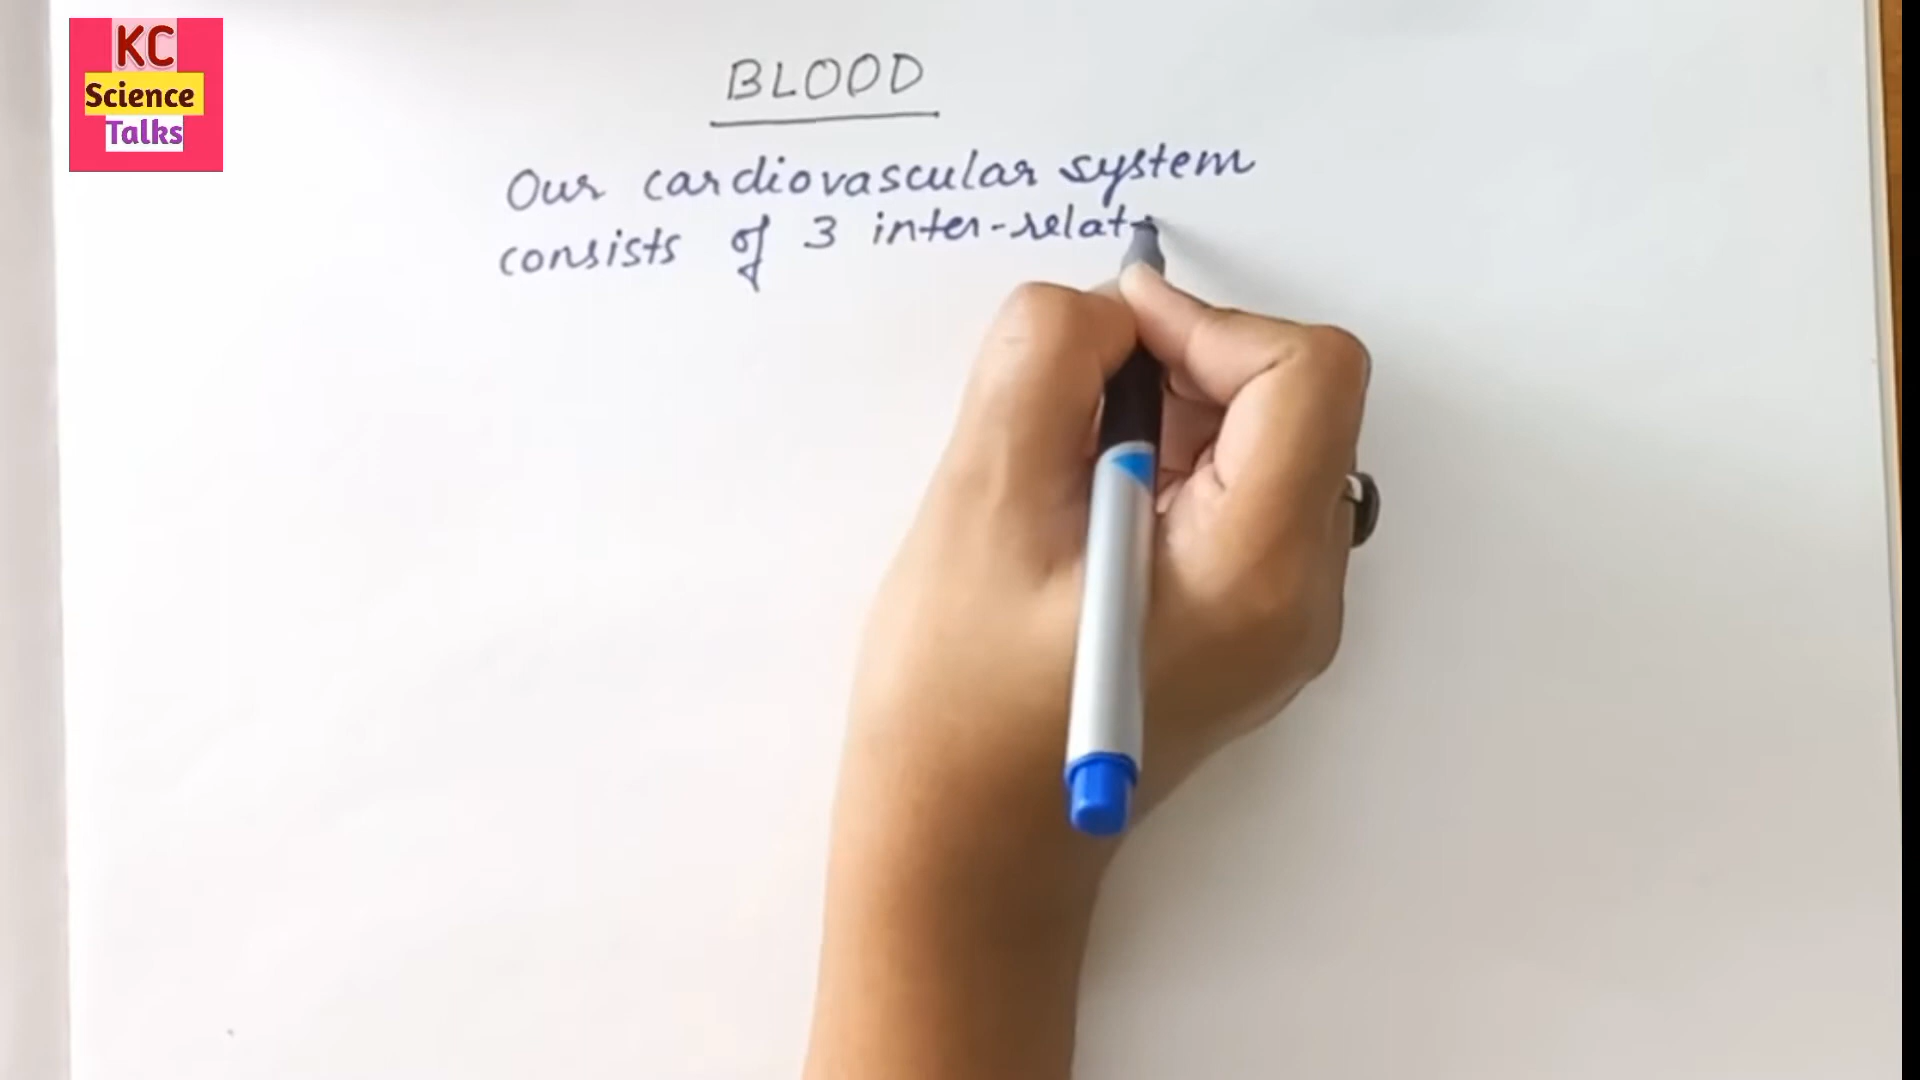 KC
Science
Talks
BLOOD
Our cardiovascular system
consists of 3 inter-relat